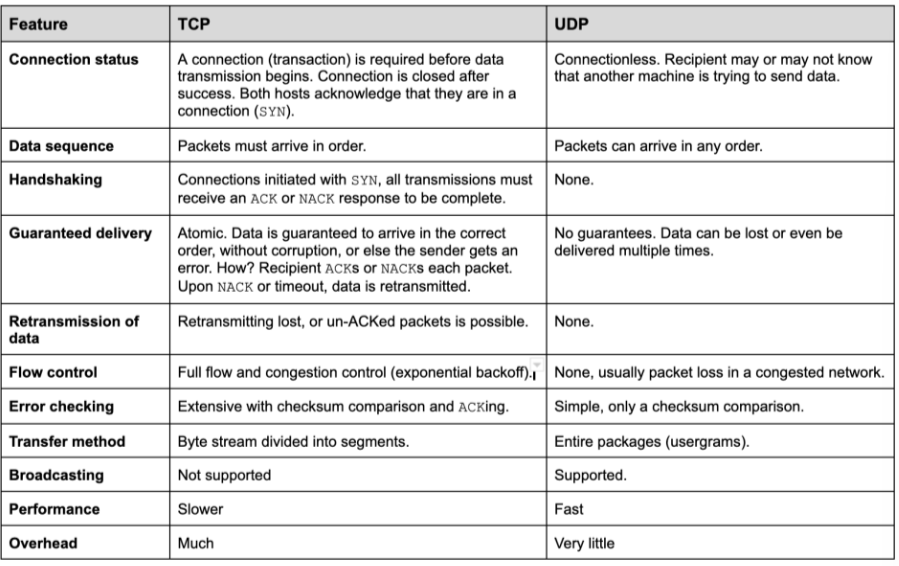 Feature TCP UDP
Connection status A connection (transaction) is required before data Connectionless. Recipient may or may not know
transmission begins. Connection is closed after that another machine is trying to send data.
success. Both hosts acknowledge that they are in a
connection (SYN).
Data sequence Packets must arrive in order. Packets can arrive in any order.
Handshaking Connections initiated with SYN, all transmissions must None.
receive an ACK or NACK response to be complete.
Guaranteed delivery Atomic. Data is guaranteed to arrive in the correct No guarantees. Data can be lost or even be
order, without corruption, or else the sender gets an delivered multiple times.
error. How? Recipient ACKs or NACKs each packet.
Upon NACK or timeout, data is retransmitted.
Retransmission of Retransmitting lost, or un-ACKed packets is possible. None.
data
Flow control Full flow and congestion control (exponential backoff). None, usually packet loss in a congested network.
Error checking Extensive with checksum comparison and ACKing. Simple, only a checksum comparison.
Transfer method Byte stream divided into segments. Entire packages (usergrams).
Broadcasting Not supported Supported.
Performance Slower Fast
Overhead Much Very little